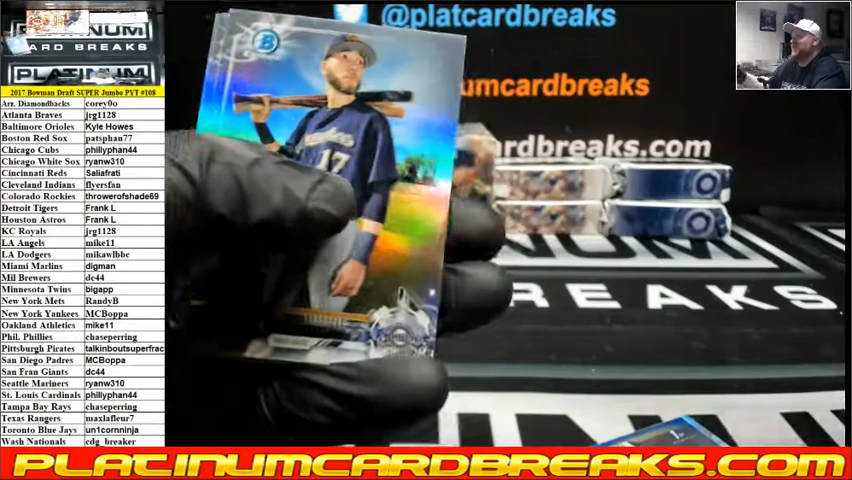 CARD BREAKS
PLATINUM
@platcardbreaks
numcardbreaks
cardbreaks.com
2017 Bowman Draft SUPER Jumbo PYT #108
Arz. Diamondbacks corey0o
Atlanta Braves jrg1128
Baltimore Orioles Kyle Howes
Boston Red Sox patsphan77
Chicago Cubs phillyphan44
Chicago White Sox ryanw310
Cincinnati Reds Saliafrati
Cleveland Indians flyersfan
Colorado Rockies throwerofshade69
Detroit Tigers Frank L
Houston Astros Frank L
KC Royals jrg1128
LA Angels mike11
LA Dodgers mikawlbbc
Miami Marlins digman
Mil Brewers dc44
Minnesota Twins bigapp
New York Mets RandyB
New York Yankees MCBoppa
Oakland Athletics mike11
Phil. Phillies chaseperring
Pittsburgh Pirates talkinboutsuperfrac
San Diego Padres MCBoppa
San Fran Giants dc44
Seattle Mariners ryanw310
St. Louis Cardinals phillyphan44
Tampa Bay Rays chaseperring
Texas Rangers maxlafleur7
Toronto Blue Jays un1cornninja
Wash Nationals cdg_breaker
B
17
NUM
BREAKS
PLATINUMCARDBREAKS.COM